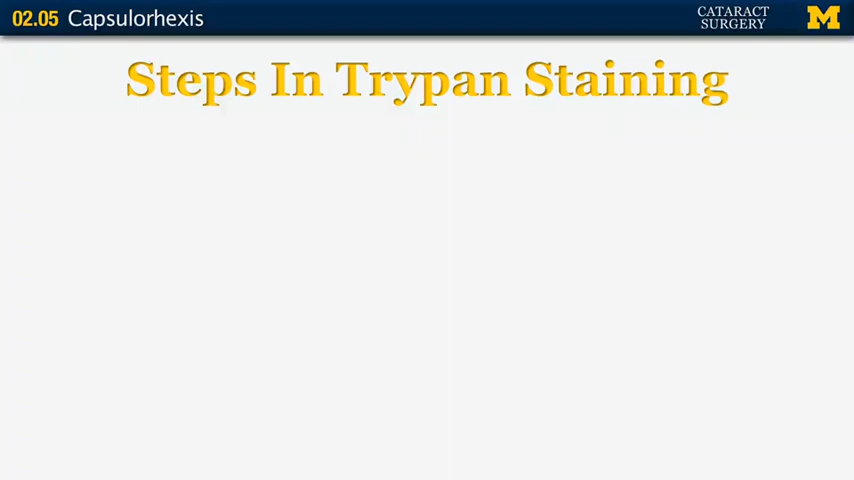 02.05 Capsulorhexis
CATARACT
SURGERY
M
Steps In Trypan Staining